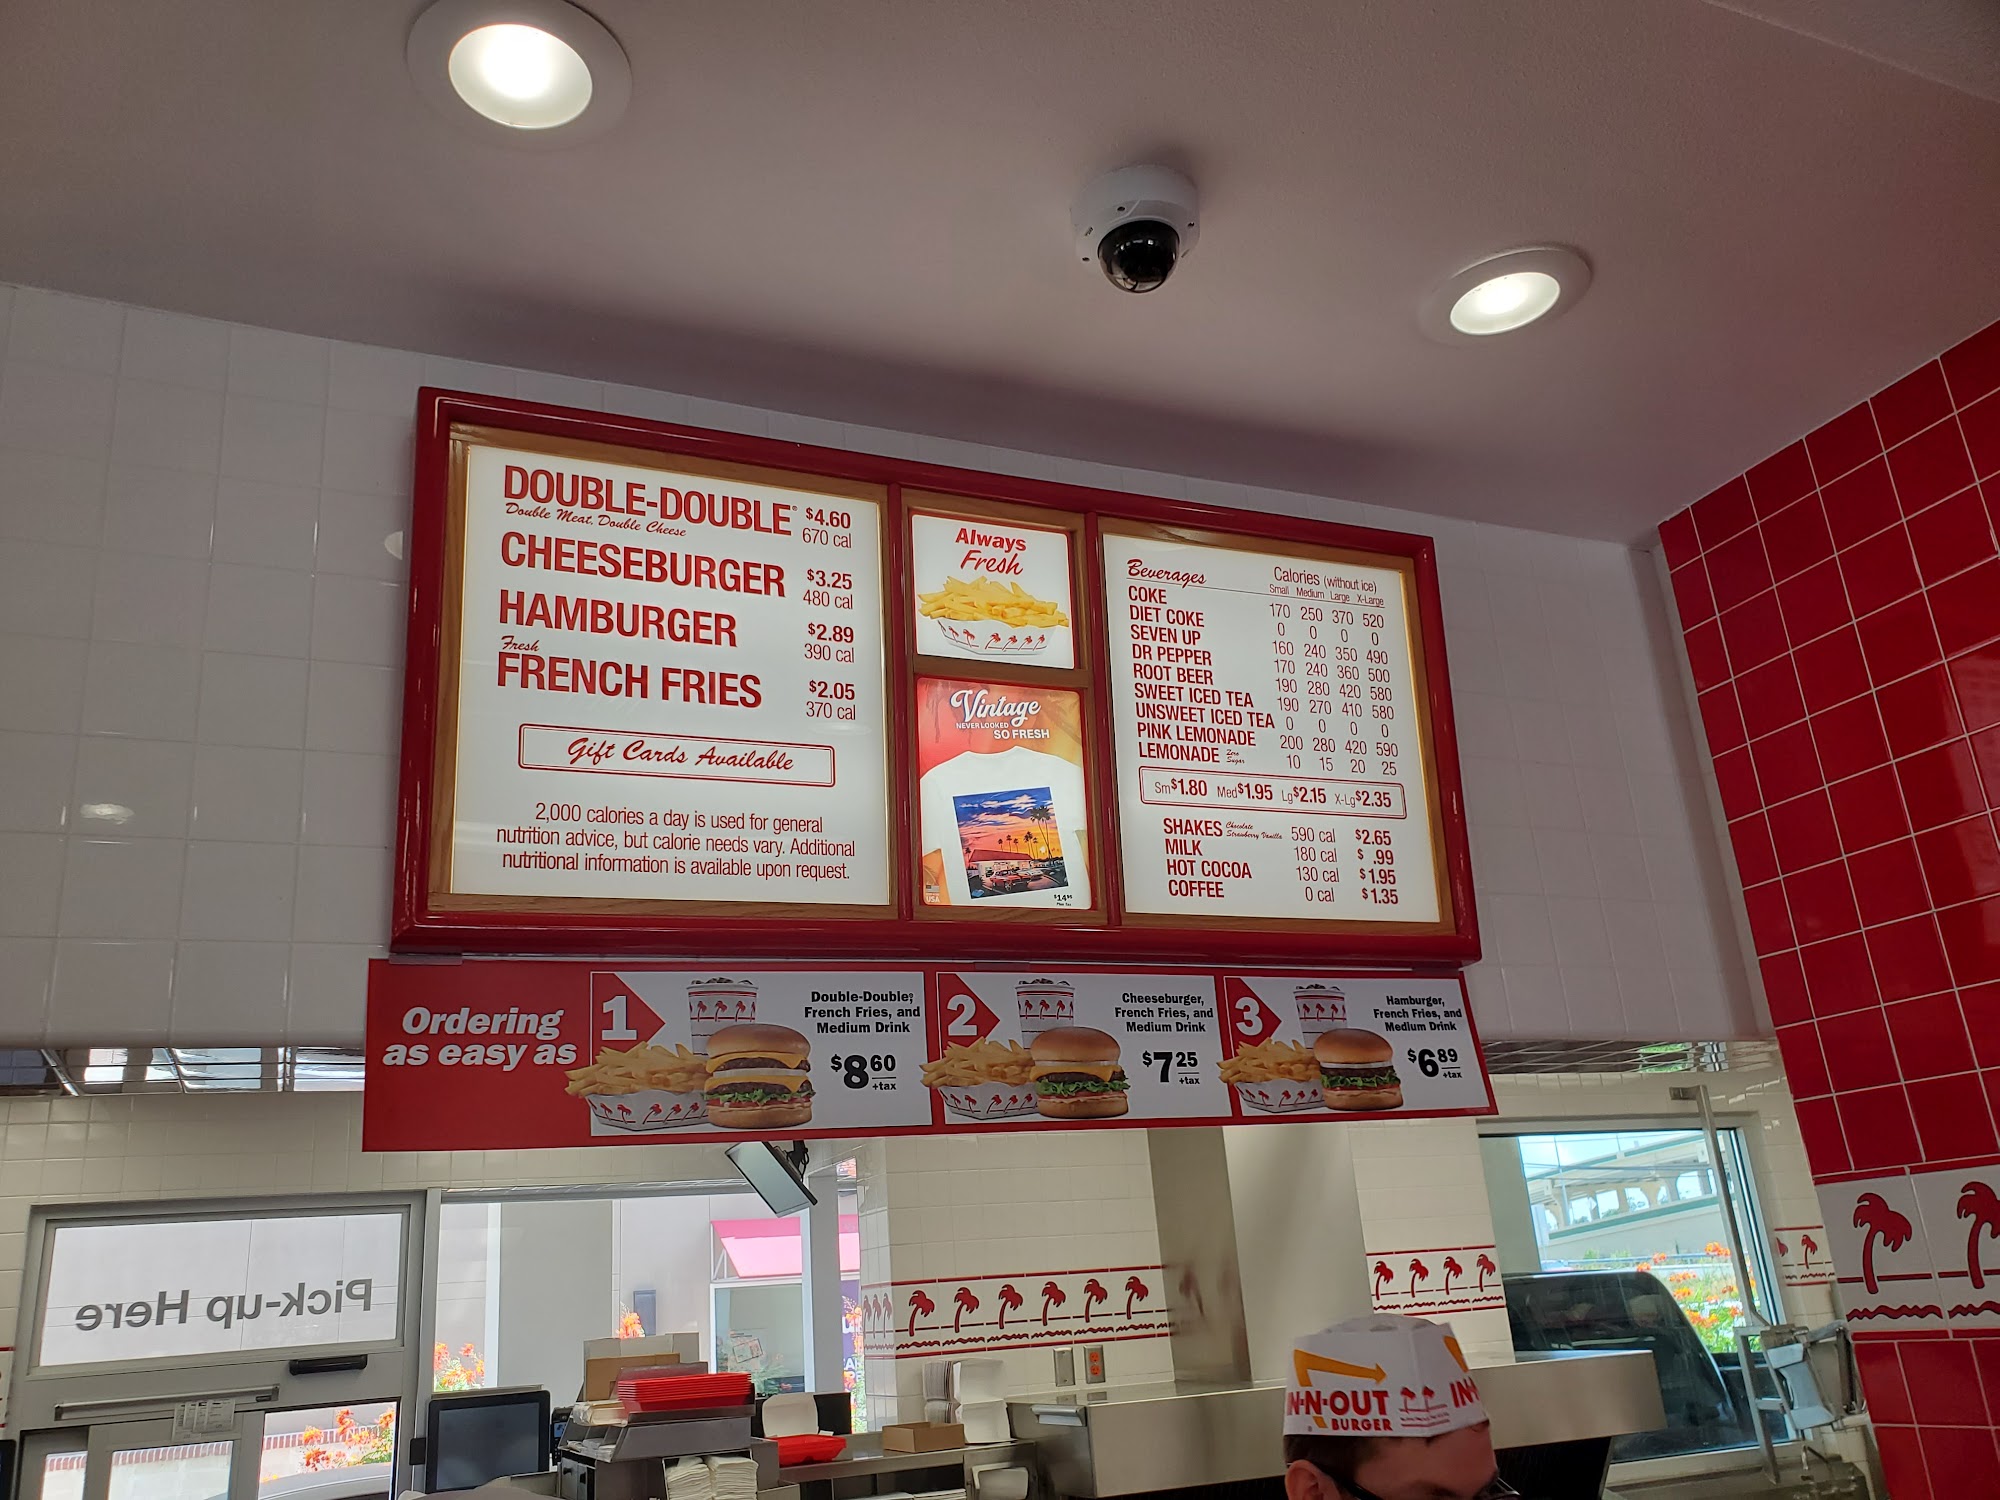 DOUBLE-DOUBLE® $4.60
Double Meat, Double Cheese 670 cal
CHEESEBURGER $3.25
480 cal
HAMBURGER $2.89
390 cal
Fresh
FRENCH FRIES $2.05
370 cal
Gift Cards Available
2,000 calories a day is used for general
nutrition advice, but calorie needs vary. Additional
nutritional information is available upon request.
Always
Fresh
Vintage
NEVER LOOKED
SO FRESH
USA
$14
Plus Tax
Beverages Calories (without ice)
Small Medium Large X-Large
COKE 170 250 370 520
DIET COKE 0 0 0 0
SEVEN UP 160 240 350 490
DR PEPPER 170 240 360 500
ROOT BEER 190 280 420 580
SWEET ICED TEA 190 270 410 580
UNSWEET ICED TEA 0 0 0 0
PINK LEMONADE 200 280 420 590
LEMONADE Zero Sugar 10 15 20 25
Sm$1.80 Med$1.95 Lg$2.15 X-Lg$2.35
SHAKES Chocolate Strawberry Vanilla 590 cal $2.65
MILK 180 cal $ .99
HOT COCOA 130 cal $1.95
COFFEE 0 cal $1.35
Ordering
as easy as
1
Double-Double®,
French Fries, and
Medium Drink
$8 60
+tax
2
Cheeseburger,
French Fries, and
Medium Drink
$7 25
+tax
3
Hamburger,
French Fries, and
Medium Drink
$6 89
+tax
Pick-up Here
IN-N-OUT
BURGER
IN-